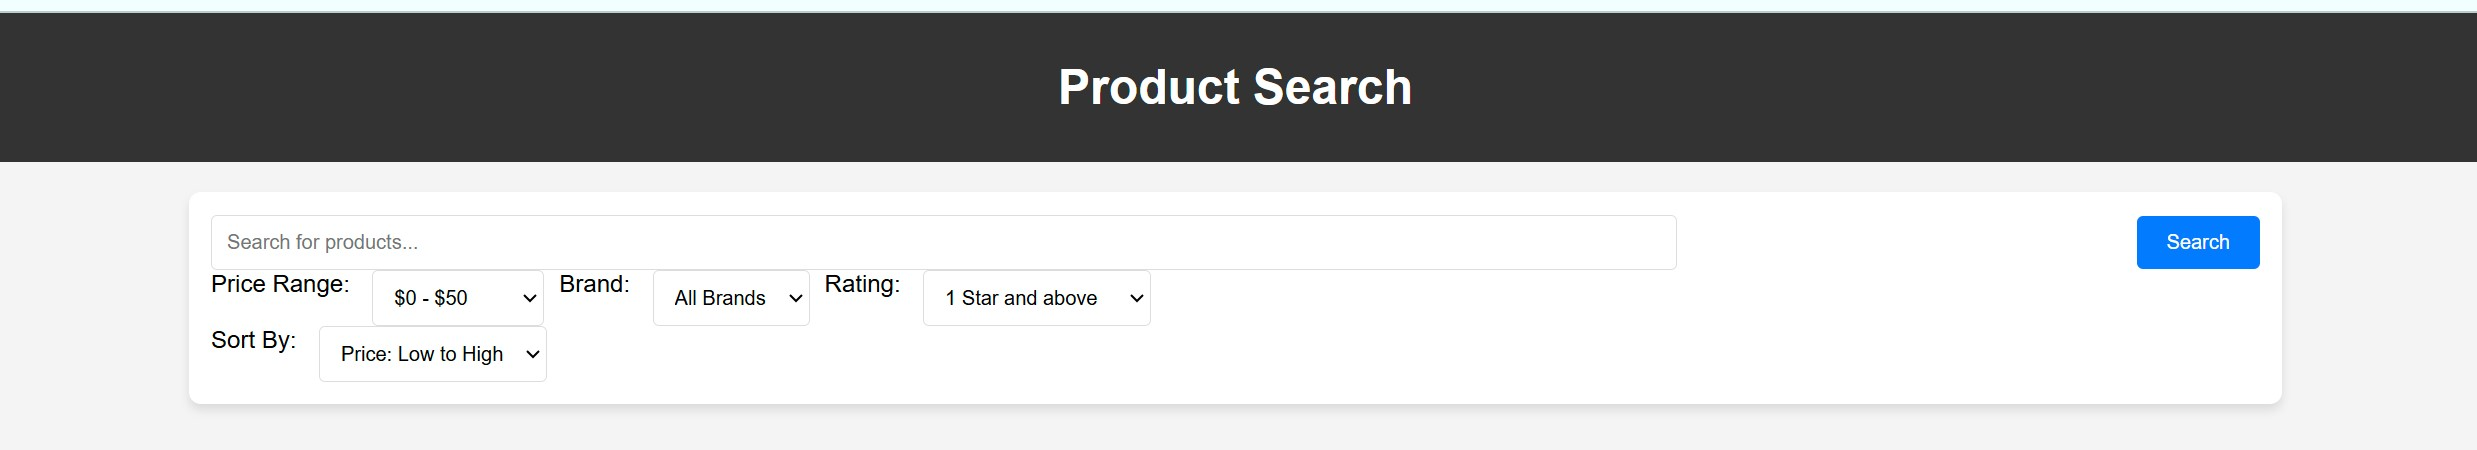 Product Search
Search for products... Search
Price Range: $0 - $50 Brand: All Brands Rating: 1 Star and above
Sort By: Price: Low to High